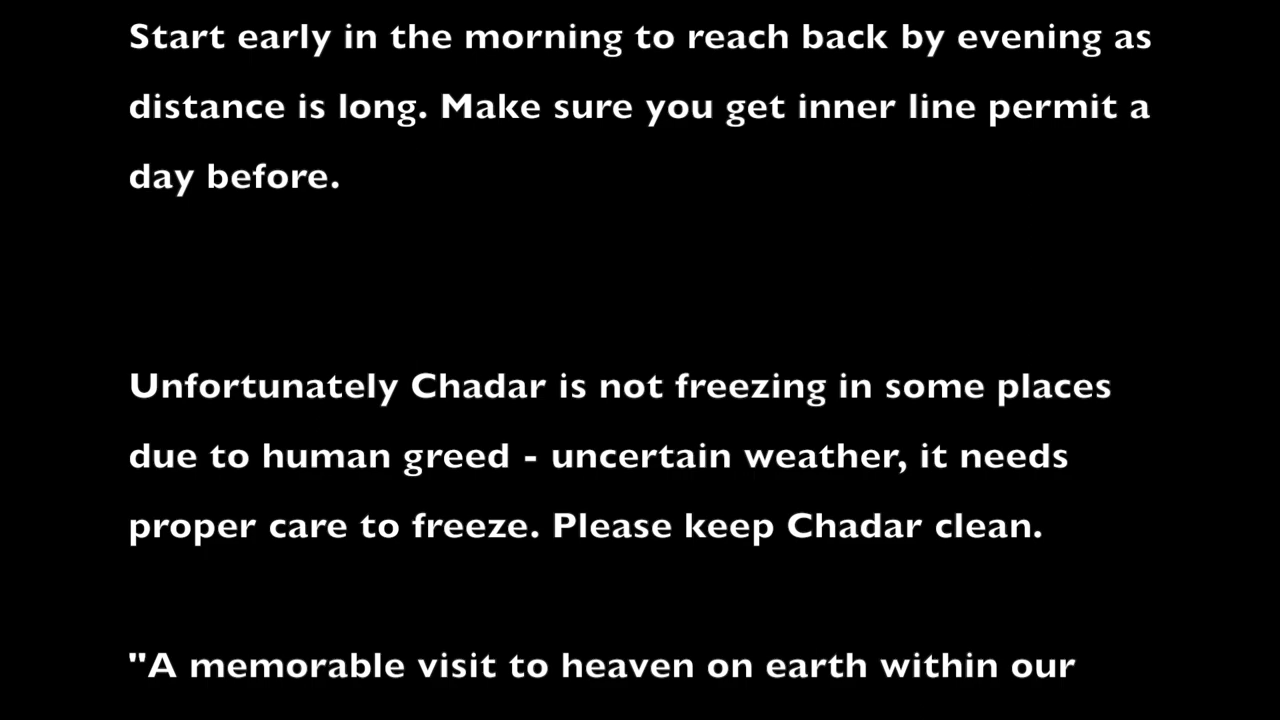 Start early in the morning to reach back by evening as
distance is long. Make sure you get inner line permit a
day before.
Unfortunately Chadar is not freezing in some places
due to human greed - uncertain weather, it needs
proper care to freeze. Please keep Chadar clean.
"A memorable visit to heaven on earth within our